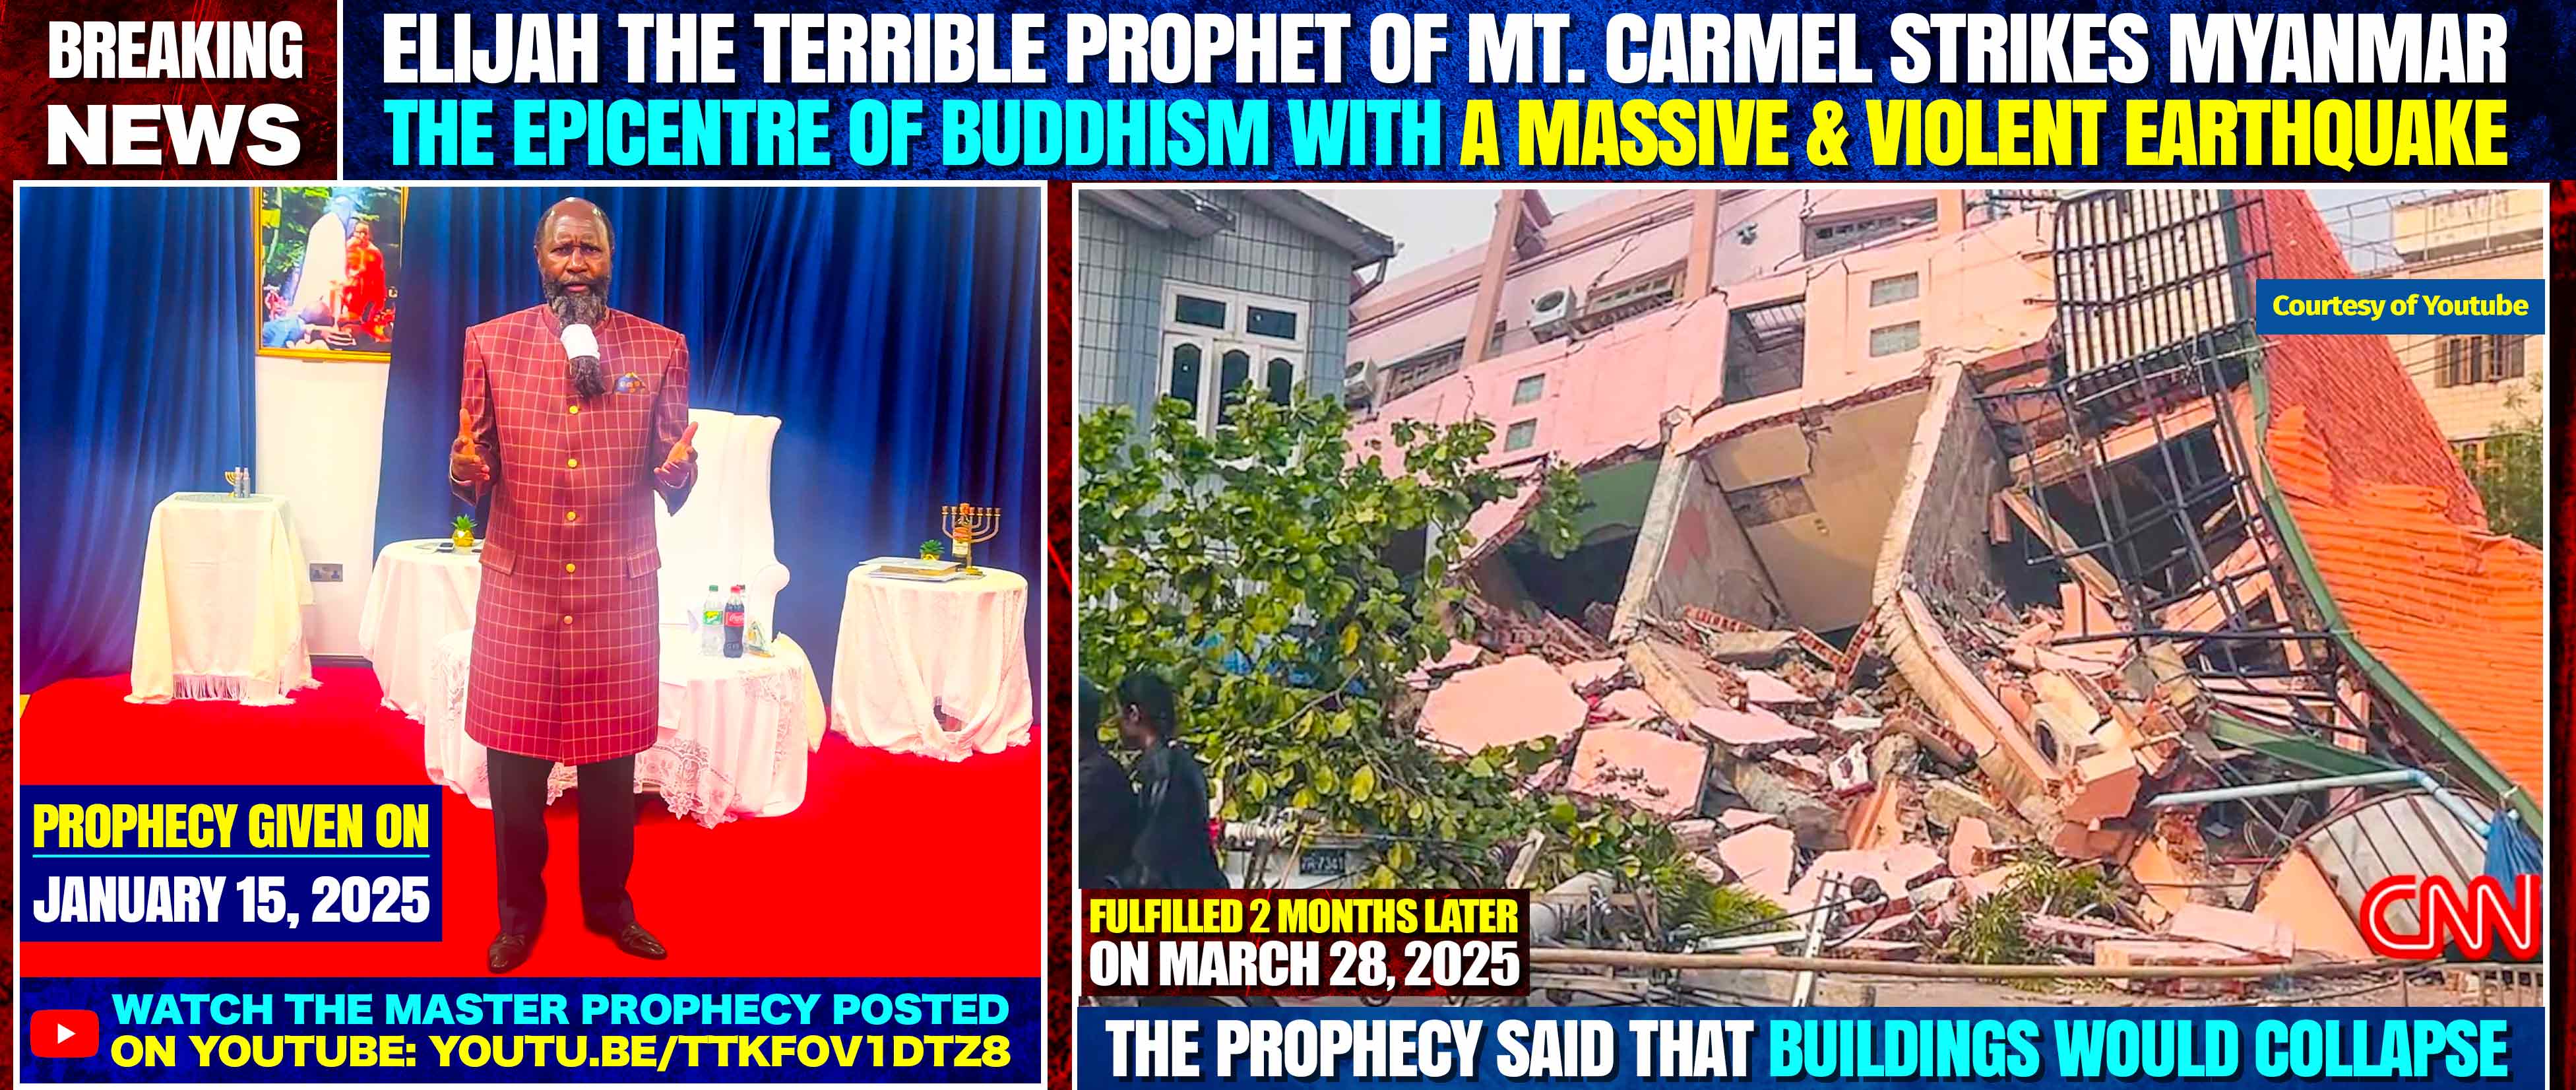 BREAKING
NEWS
ELIJAH THE TERRIBLE PROPHET OF MT. CARMEL STRIKES MYANMAR
THE EPICENTRE OF BUDDHISM WITH A MASSIVE & VIOLENT EARTHQUAKE
Courtesy of Youtube
PROPHECY GIVEN ON
JANUARY 15, 2025
WATCH THE MASTER PROPHECY POSTED
ON YOUTUBE: YOUTU.BE/TTKFOV1DTZ8
FULFILLED 2 MONTHS LATER
ON MARCH 28, 2025
CNN
THE PROPHECY SAID THAT BUILDINGS WOULD COLLAPSE